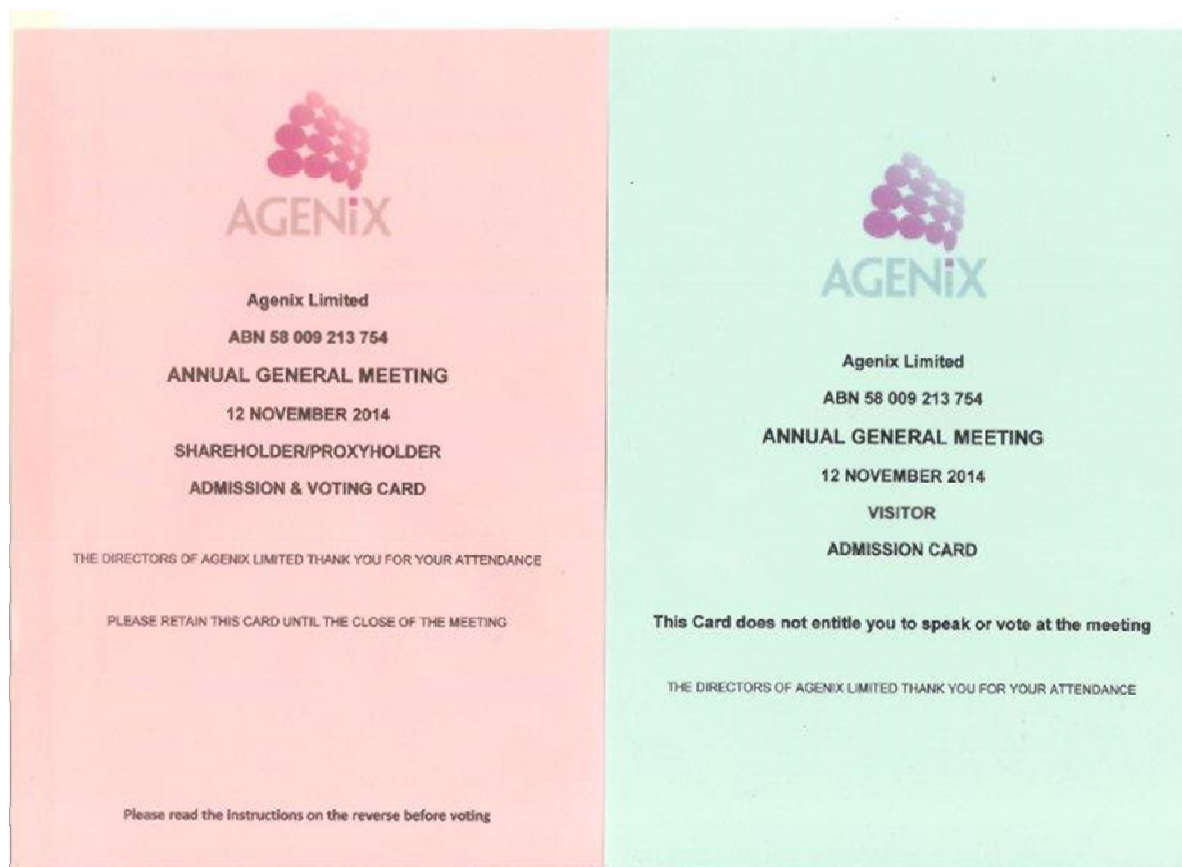 AGENiX
Agenix Limited
ABN 58 009 213 754
ANNUAL GENERAL MEETING
12 NOVEMBER 2014
SHAREHOLDER/PROXYHOLDER
ADMISSION & VOTING CARD
THE DIRECTORS OF AGENIX LIMITED THANK YOU FOR YOUR ATTENDANCE
PLEASE RETAIN THIS CARD UNTIL THE CLOSE OF THE MEETING
Please read the instructions on the reverse before voting
AGENiX
Agenix Limited
ABN 58 009 213 754
ANNUAL GENERAL MEETING
12 NOVEMBER 2014
VISITOR
ADMISSION CARD
This Card does not entitle you to speak or vote at the meeting
THE DIRECTORS OF AGENIX LIMITED THANK YOU FOR YOUR ATTENDANCE